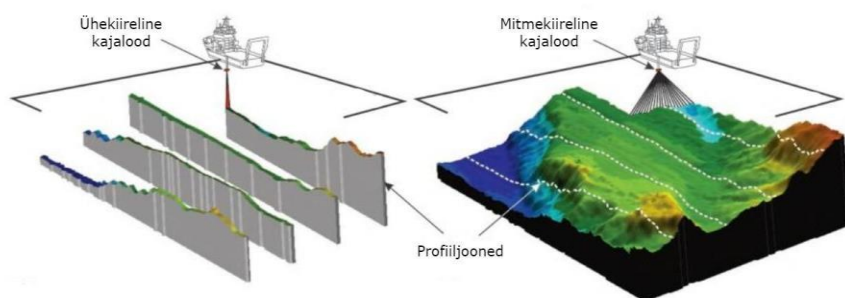 Ühekiireline
kajalood
Mitmekiireline
kajalood
Profiiljooned